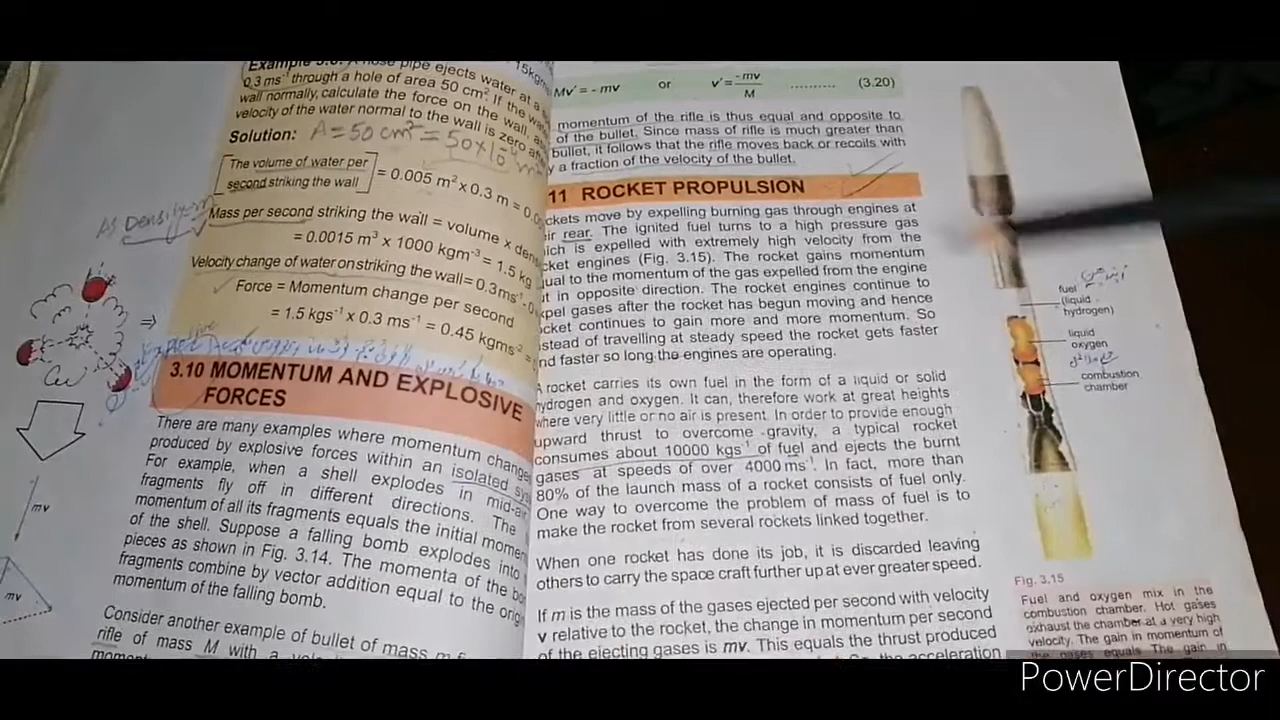 Example 3.6: A hose pipe ejects water at a
0.3 ms⁻¹ through a hole of area 50 cm². If the
wall normally, calculate the force on the wall,
velocity of the water normal to the wall is zero
Solution: A = 50 cm² = 50×10
The volume of water per
second striking the wall
= 0.005 m² x 0.3 m =
As Density=
Mass per second striking the wall = volume x
= 0.0015 m³ x 1000 kgm⁻³ = 1.5 kg
Velocity change of water on striking the wall = 0.3 ms⁻¹
Force = Momentum change per second
= 1.5 kgs⁻¹ x 0.3 ms⁻¹ = 0.45 kgms⁻²
3.10 MOMENTUM AND EXPLOSIVE
FORCES
There are many examples where momentum
produced by explosive forces within an isolated
For example, when a shell explodes in mid-air
fragments fly off in different directions. The
momentum of all its fragments equals the initial
of the shell. Suppose a falling bomb explodes into
pieces as shown in Fig. 3.14. The momenta of the
fragments combine by vector addition equal to the
momentum of the falling bomb.
Consider another example of bullet of mass m
rifle of mass M with a
mv
mv
Mv' = - mv or v' = -mv/M .......... (3.20)
momentum of the rifle is thus equal and opposite to
of the bullet. Since mass of rifle is much greater than
bullet, it follows that the rifle moves back or recoils with
a fraction of the velocity of the bullet.
11 ROCKET PROPULSION
move by expelling burning gas through engines at
rear. The ignited fuel turns to a high pressure gas
is expelled with extremely high velocity from the
engines (Fig. 3.15). The rocket gains momentum
to the momentum of the gas expelled from the engine
in opposite direction. The rocket engines continue to
gases after the rocket has begun moving and hence
continues to gain more and more momentum. So
of travelling at steady speed the rocket gets faster
and faster so long the engines are operating.
A rocket carries its own fuel in the form of a liquid or solid
hydrogen and oxygen. It can, therefore work at great heights
where very little or no air is present. In order to provide enough
upward thrust to overcome gravity, a typical rocket
consumes about 10000 kgs⁻¹ of fuel and ejects the burnt
gases at speeds of over 4000 ms⁻¹. In fact, more than
80% of the launch mass of a rocket consists of fuel only.
One way to overcome the problem of mass of fuel is to
make the rocket from several rockets linked together.
When one rocket has done its job, it is discarded leaving
others to carry the space craft further up at ever greater speed.
If m is the mass of the gases ejected per second with velocity
v relative to the rocket, the change in momentum per second
of the ejecting gases is mv. This equals the thrust produced
the acceleration
fuel
(liquid
hydrogen)
liquid
oxygen
combustion
chamber
Fig. 3.15
Fuel and oxygen mix in the
combustion chamber. Hot gases
exhaust the chamber at a very high
velocity. The gain in momentum of
the gases equals The gain in
PowerDirector